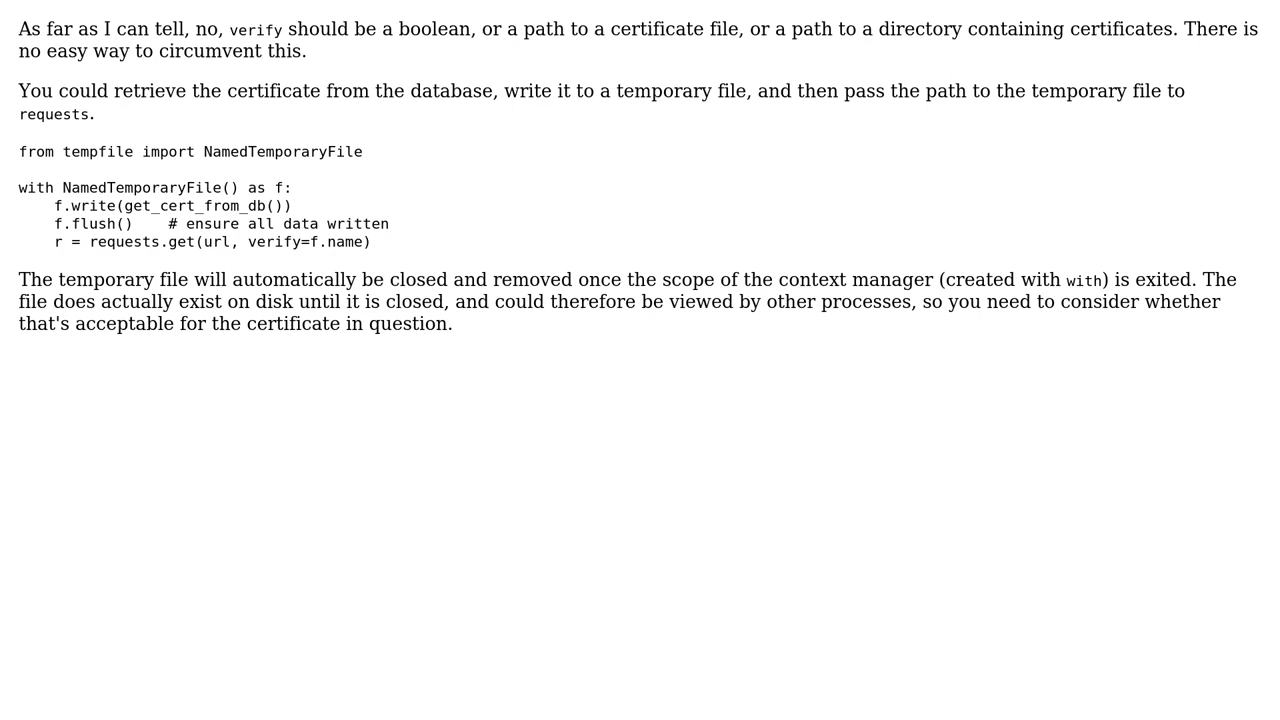 As far as I can tell, no, verify should be a boolean, or a path to a certificate file, or a path to a directory containing certificates. There is
no easy way to circumvent this.
You could retrieve the certificate from the database, write it to a temporary file, and then pass the path to the temporary file to
requests.
from tempfile import NamedTemporaryFile
with NamedTemporaryFile() as f:
    f.write(get_cert_from_db())
    f.flush()    # ensure all data written
    r = requests.get(url, verify=f.name)
The temporary file will automatically be closed and removed once the scope of the context manager (created with with) is exited. The
file does actually exist on disk until it is closed, and could therefore be viewed by other processes, so you need to consider whether
that's acceptable for the certificate in question.